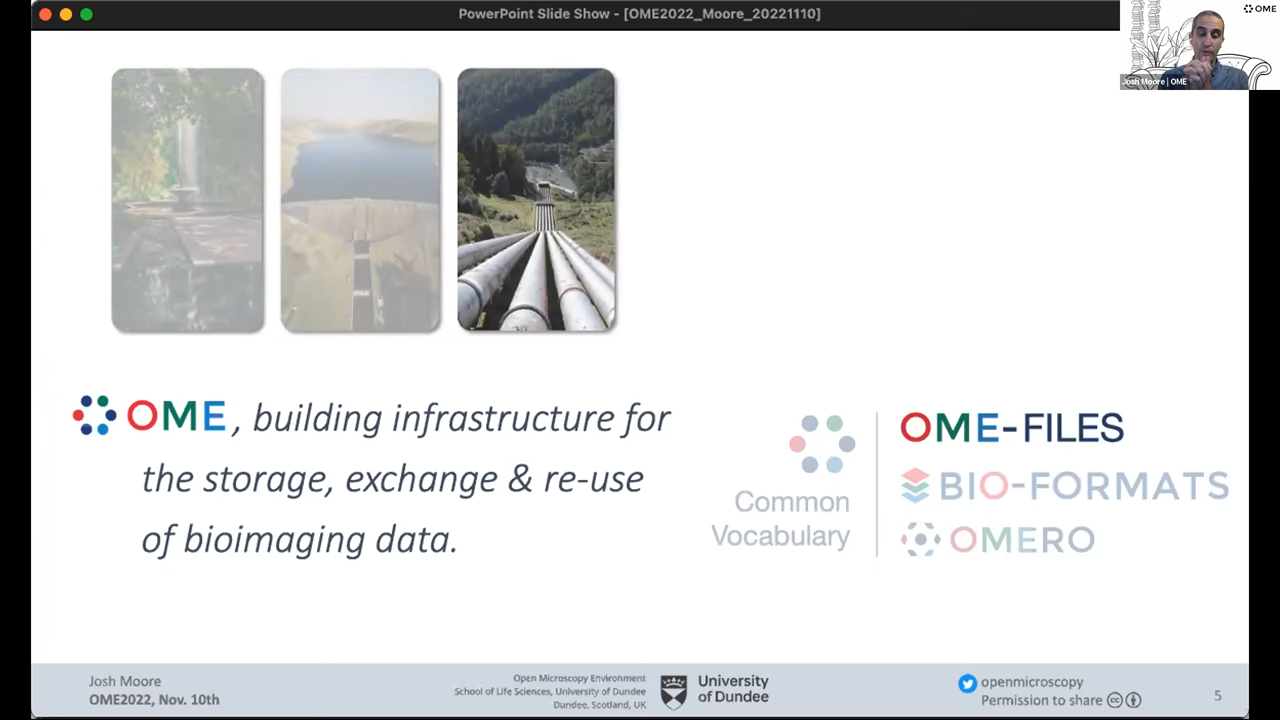 PowerPoint Slide Show - [OME2022_Moore_20221110]
OME
Josh Moore | OME
OME, building infrastructure for
the storage, exchange & re-use
of bioimaging data.
Common
Vocabulary
OME-FILES
BIO-FORMATS
OMERO
Josh Moore
OME2022, Nov. 10th
Open Microscopy Environment
School of Life Sciences, University of Dundee
Dundee, Scotland, UK
University
of Dundee
openmicroscopy
Permission to share
cc
5